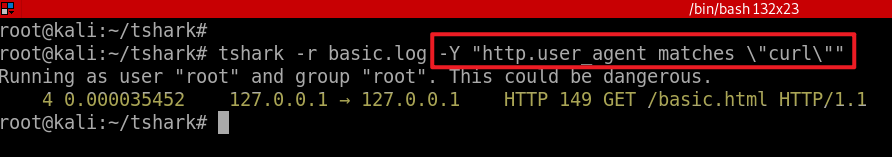 /bin/bash 132x23
root@kali:~/tshark#
root@kali:~/tshark# tshark -r basic.log -Y "http.user_agent matches \"curl\""
Running as user "root" and group "root". This could be dangerous.
    4 0.000035452    127.0.0.1 → 127.0.0.1    HTTP 149 GET /basic.html HTTP/1.1
root@kali:~/tshark#